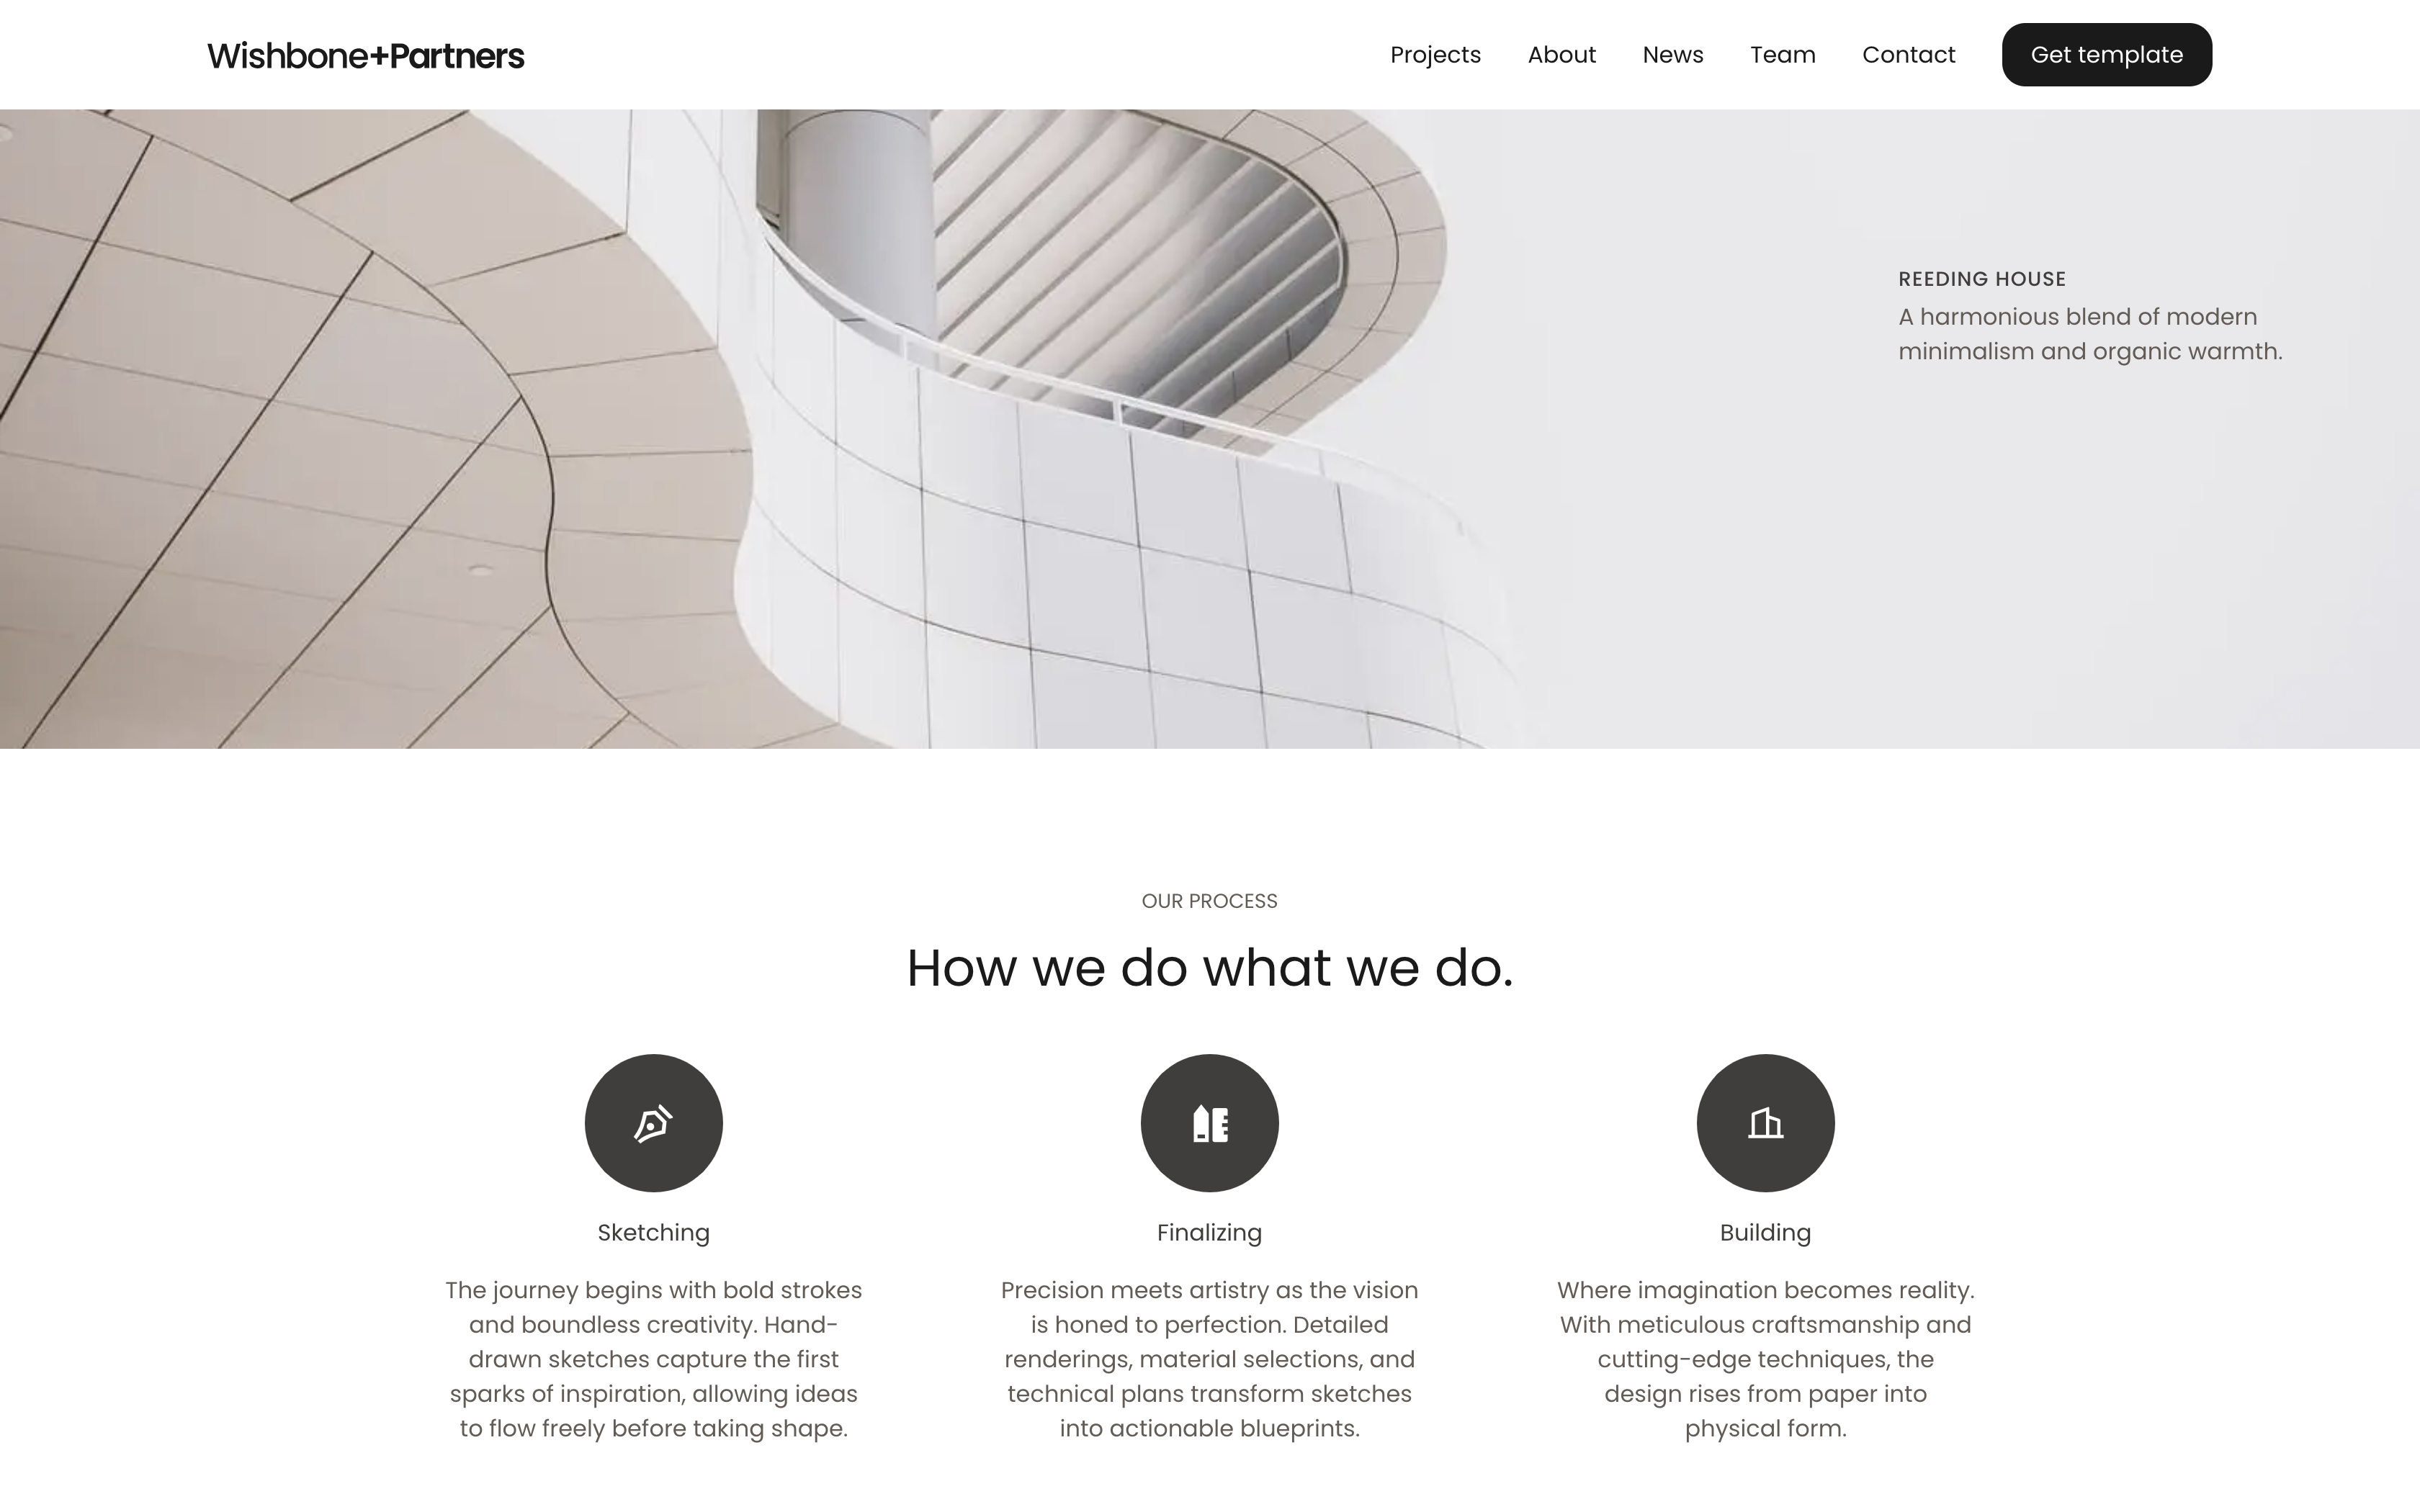 Wishbone+Partners
Projects
About
News
Team
Contact
Get template
REEDING HOUSE
A harmonious blend of modern
minimalism and organic warmth.
OUR PROCESS
How we do what we do.
Sketching
The journey begins with bold strokes
and boundless creativity. Hand-
drawn sketches capture the first
sparks of inspiration, allowing ideas
to flow freely before taking shape.
Finalizing
Precision meets artistry as the vision
is honed to perfection. Detailed
renderings, material selections, and
technical plans transform sketches
into actionable blueprints.
Building
Where imagination becomes reality.
With meticulous craftsmanship and
cutting-edge techniques, the
design rises from paper into
physical form.